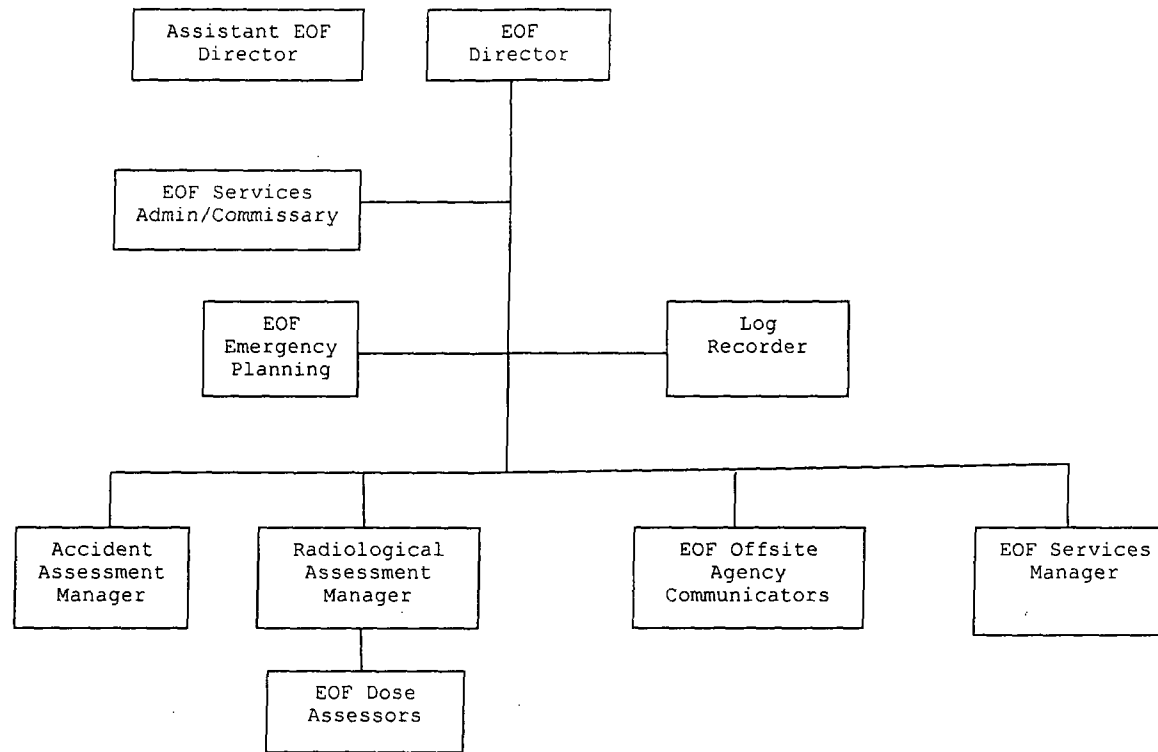 Assistant EOF
Director
EOF
Director
EOF Services
Admin/Commissary
EOF
Emergency
Planning
Log
Recorder
Accident
Assessment
Manager
Radiological
Assessment
Manager
EOF Offsite
Agency
Communicators
EOF Services
Manager
EOF Dose
Assessors